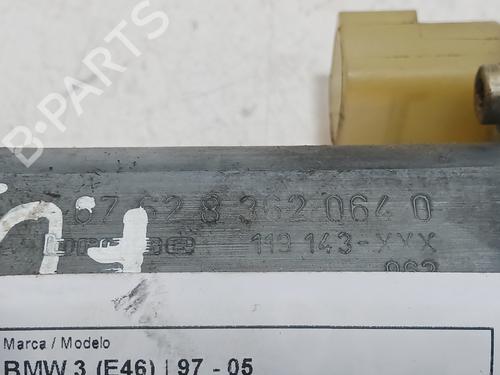 B-PARTS
67 62 8 362 064 0
113 143-XXX
Marca / Modelo
BMW 3 (E46) | 97 - 05